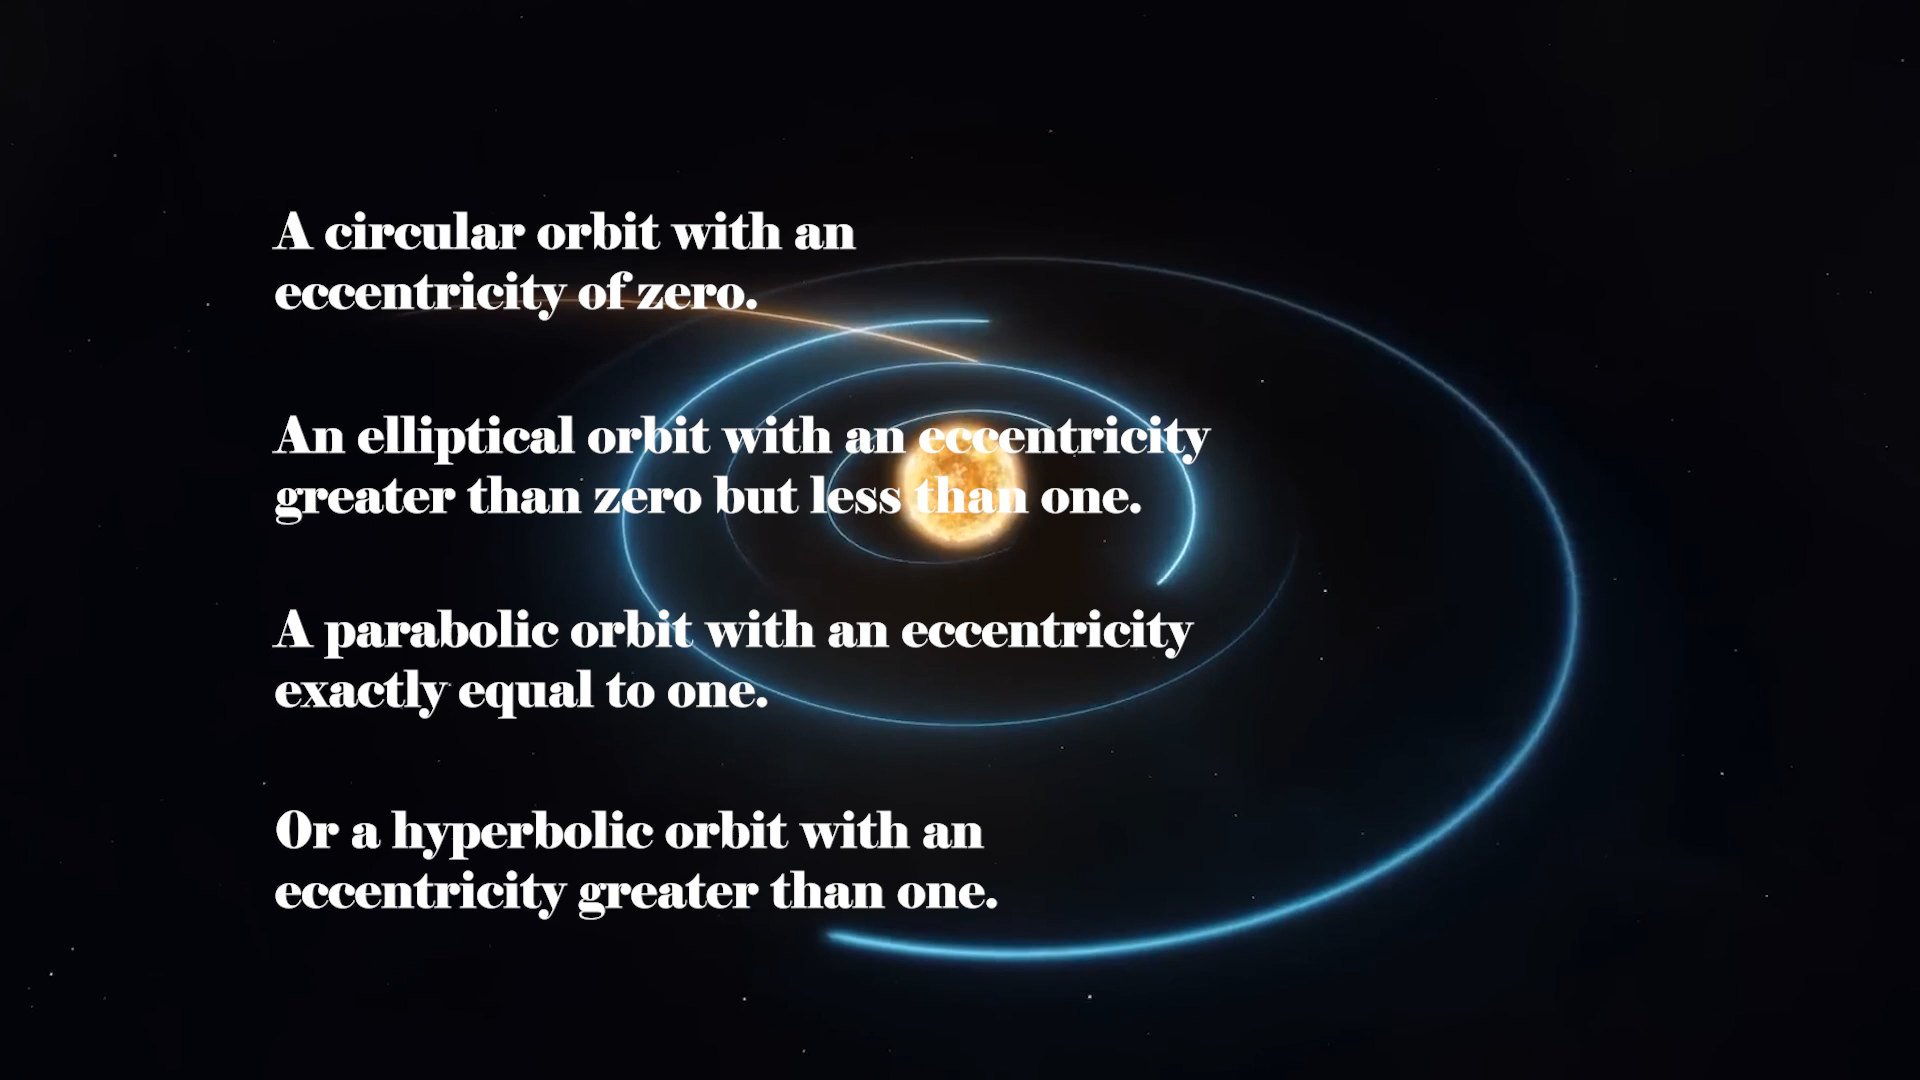 A circular orbit with an
eccentricity of zero.
An elliptical orbit with an eccentricity
greater than zero but less than one.
A parabolic orbit with an eccentricity
exactly equal to one.
Or a hyperbolic orbit with an
eccentricity greater than one.